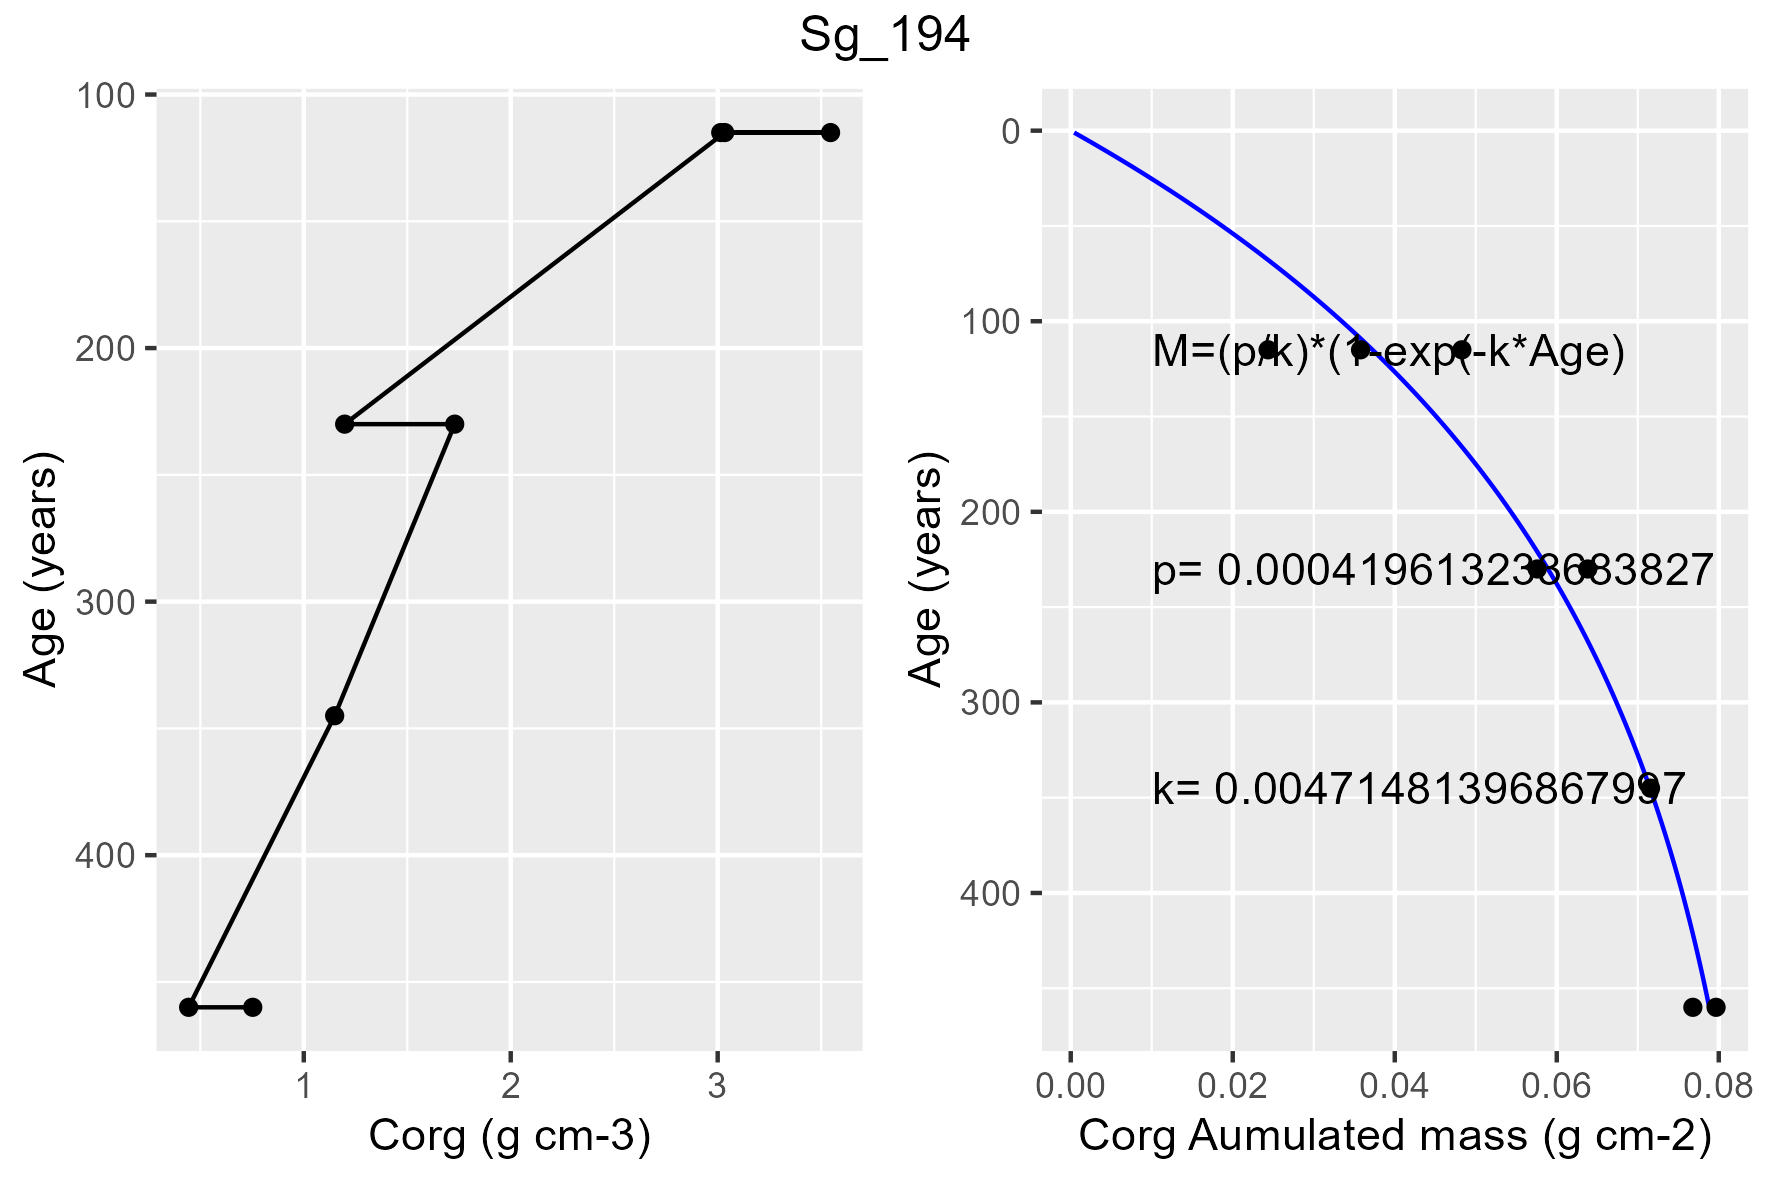 Sg_194
100
200
300
400
Age (years)
1
2
3
Corg (g cm-3)
0
100
200
300
400
Age (years)
M=(p/k)*(1-exp(-k*Age)
p= 0.000419613233683827
k= 0.00471481396867997
0.00
0.02
0.04
0.06
0.08
Corg Aumulated mass (g cm-2)